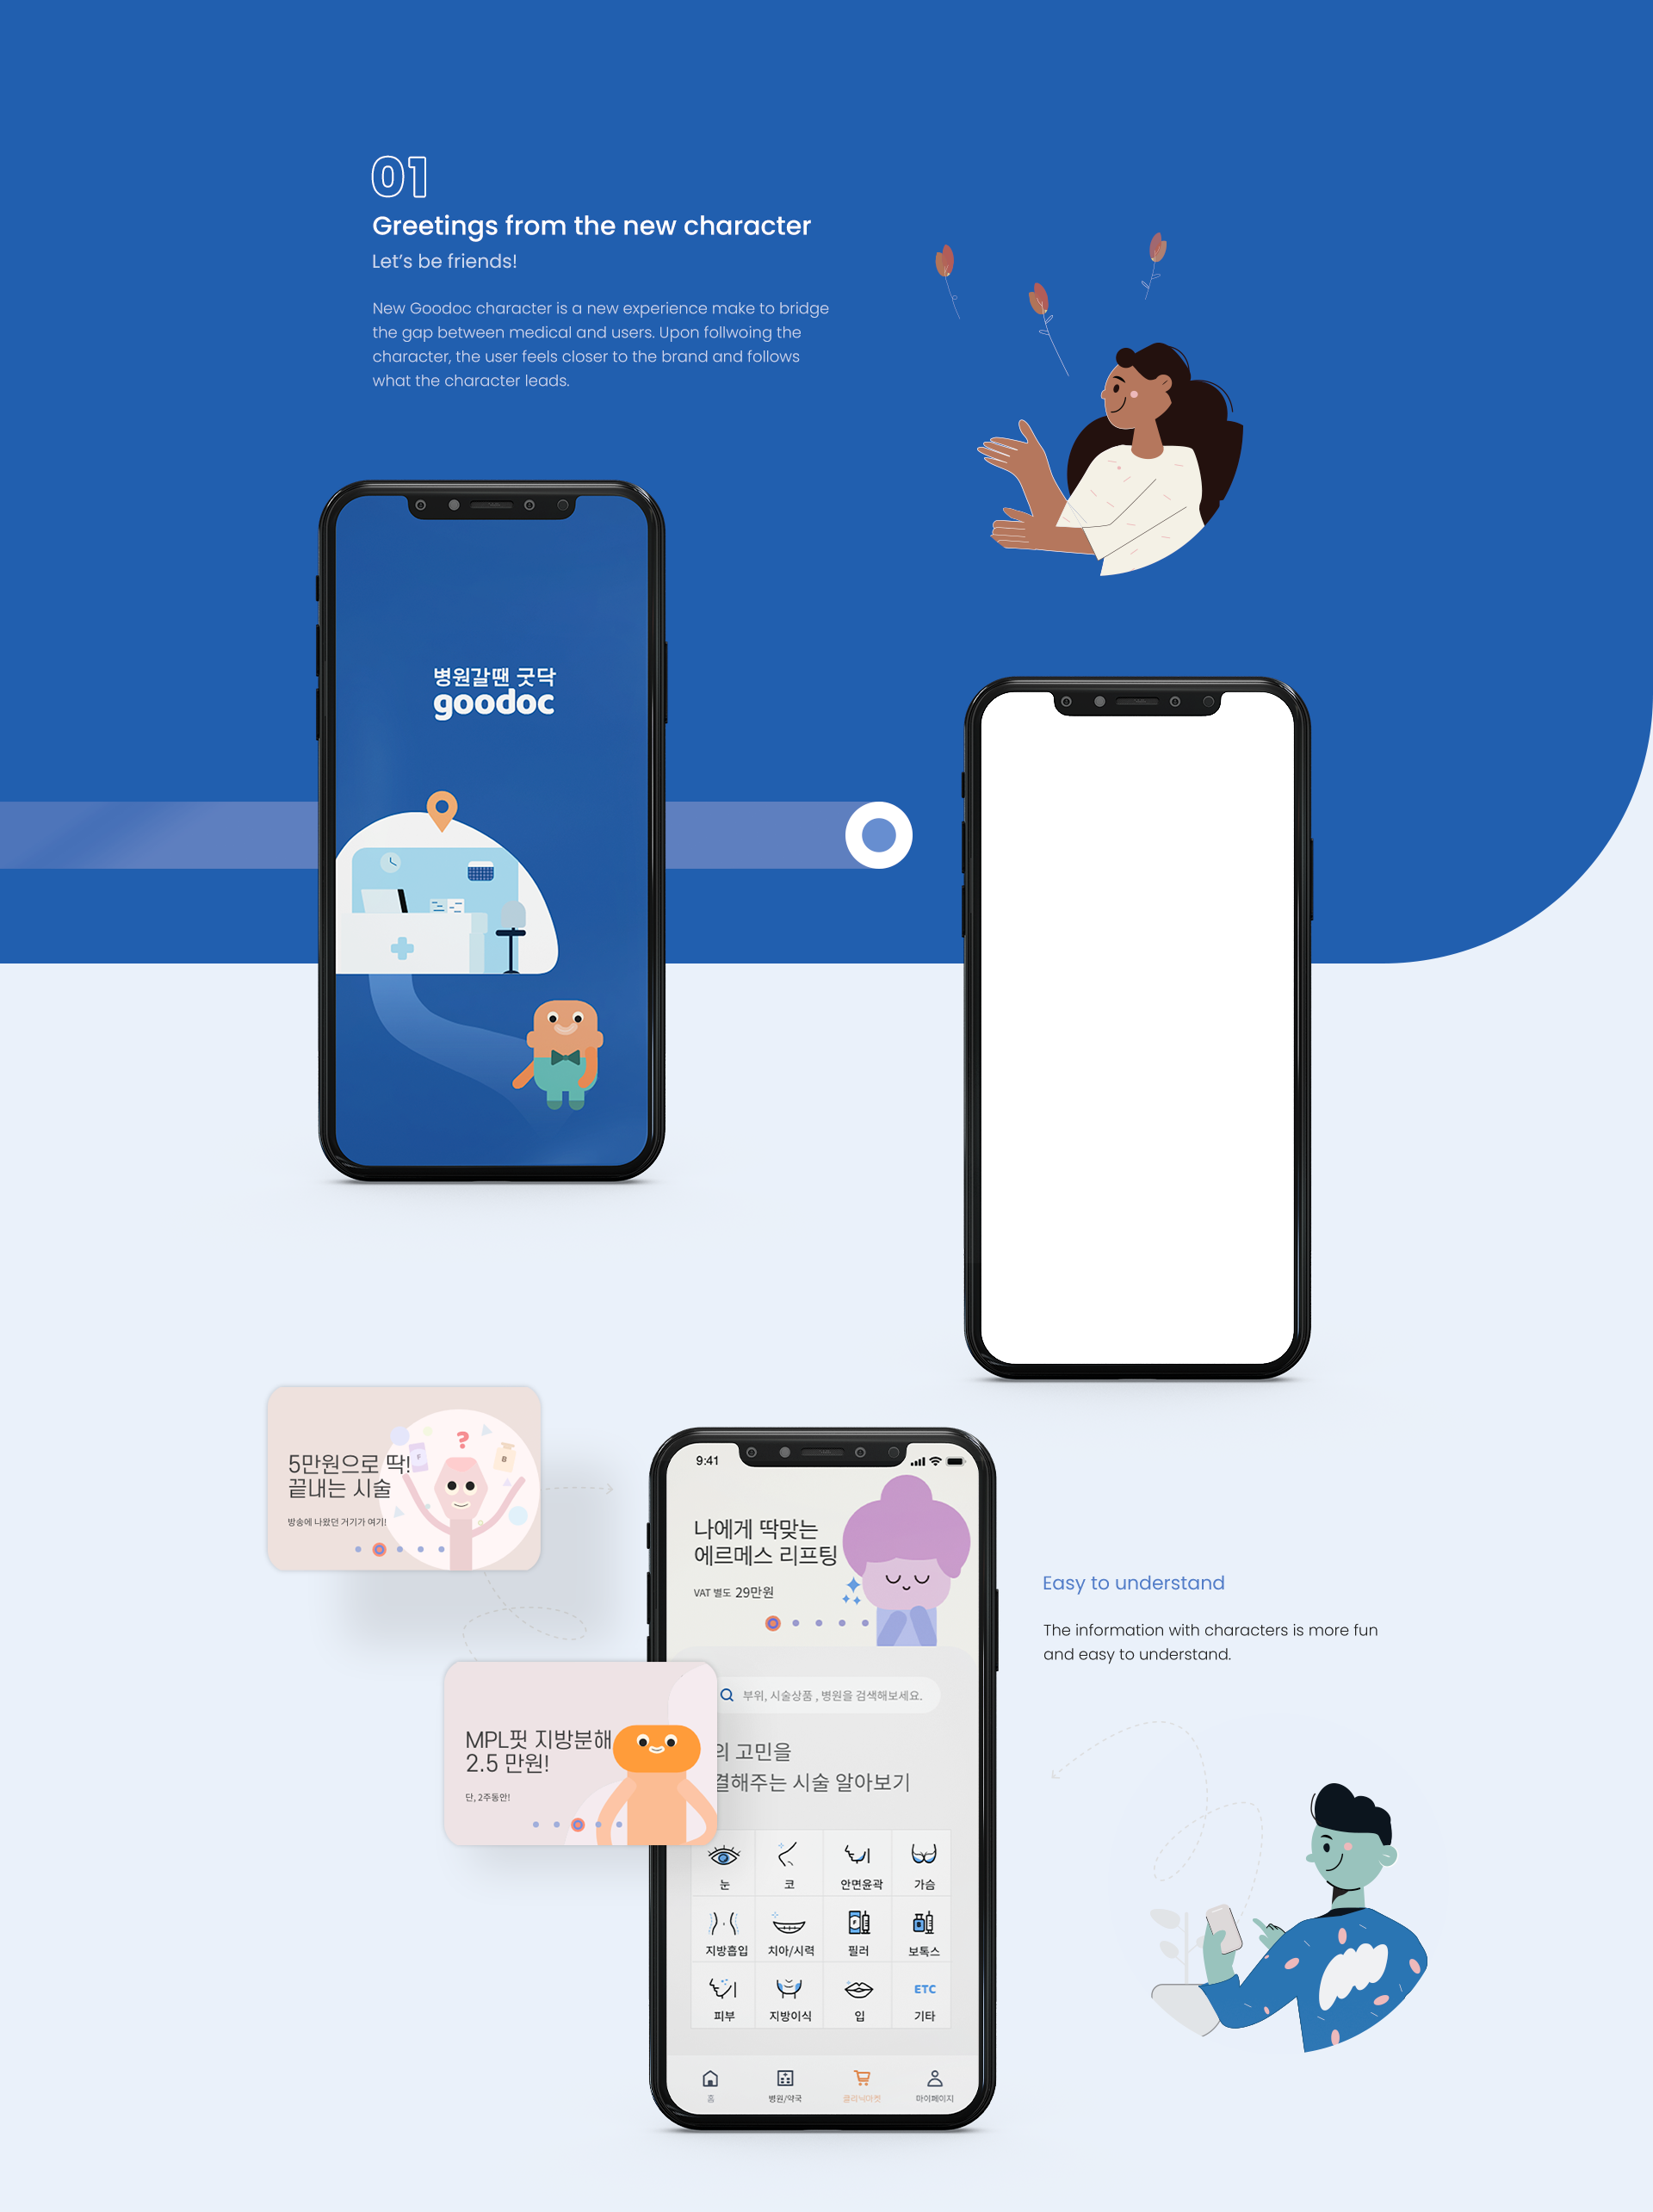 01
Greetings from the new character
Let's be friends!
New Goodoc character is a new experience make to bridge
the gap between medical and users. Upon follwoing the
character, the user feels closer to the brand and follows
what the character leads.
병원갈땐 굿닥
goodoc
5만원으로 딱!
끝내는 시술
방송에 나왔던 거기가 여기!
?
B
9:41
나에게 딱맞는
에르메스 리프팅
VAT 별도 29만원
부위, 시술상품 , 병원을 검색해보세요.
MPL핏 지방분해
2.5 만원!
단, 2주동안!
의 고민을
결해주는 시술 알아보기
눈
코
안면윤곽
가슴
지방흡입
치아/시력
필러
보톡스
피부
지방이식
입
ETC
기타
홈
병원/약국
클리닉마켓
마이페이지
Easy to understand
The information with characters is more fun
and easy to understand.